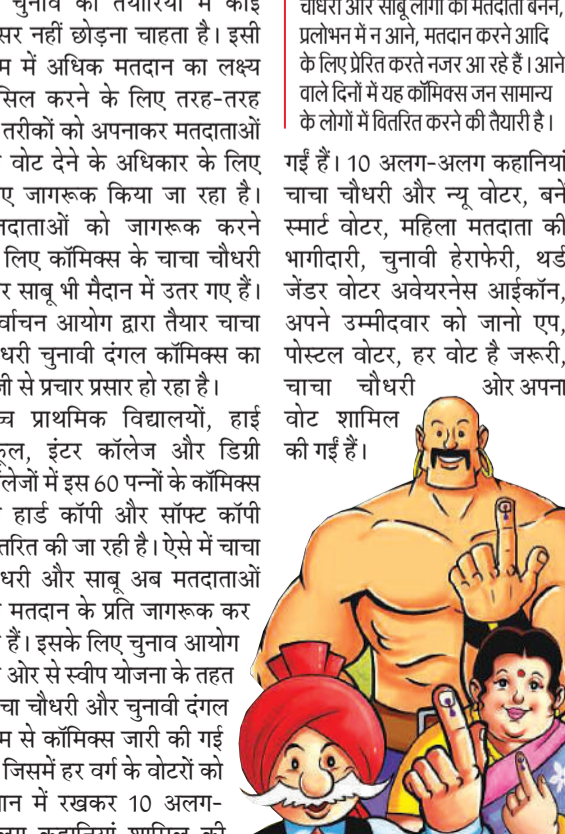 चुनाव की तैयारियों में कोई
सर नहीं छोड़ना चाहता है। इसी
म में अधिक मतदान का लक्ष्य
सिल करने के लिए तरह-तरह
तरीकों को अपनाकर मतदाताओं
वोट देने के अधिकार के लिए
ए जागरूक किया जा रहा है।
तदाताओं को जागरूक करने
लिए कॉमिक्स के चाचा चौधरी
र साबू भी मैदान में उतर गए हैं।
र्वाचन आयोग द्वारा तैयार चाचा
धरी चुनावी दंगल कॉमिक्स का
जी से प्रचार प्रसार हो रहा है।
च प्राथमिक विद्यालयों, हाई
कूल, इंटर कॉलेज और डिग्री
लेजों में इस 60 पन्नों के कॉमिक्स
हार्ड कॉपी और सॉफ्ट कॉपी
तरित की जा रही है। ऐसे में चाचा
धरी और साबू अब मतदाताओं
मतदान के प्रति जागरूक कर
हैं। इसके लिए चुनाव आयोग
ओर से स्वीप योजना के तहत
चा चौधरी और चुनावी दंगल
म से कॉमिक्स जारी की गई
जिसमें हर वर्ग के वोटरों को
यान में रखकर 10 अलग-
लग कहानियां शामिल की
चौधरी और साबू लोगों को मतदाता बनने,
प्रलोभन में न आने, मतदान करने आदि
के लिए प्रेरित करते नजर आ रहे हैं। आने
वाले दिनों में यह कॉमिक्स जन सामान्य
के लोगों में वितरित करने की तैयारी है।
गईं हैं। 10 अलग-अलग कहानियां
चाचा चौधरी और न्यू वोटर, बनें
स्मार्ट वोटर, महिला मतदाता की
भागीदारी, चुनावी हेराफेरी, थर्ड
जेंडर वोटर अवेयरनेस आईकॉन,
अपने उम्मीदवार को जानो एप,
पोस्टल वोटर, हर वोट है जरूरी,
चाचा चौधरी ओर अपना
वोट शामिल
की गईं हैं।